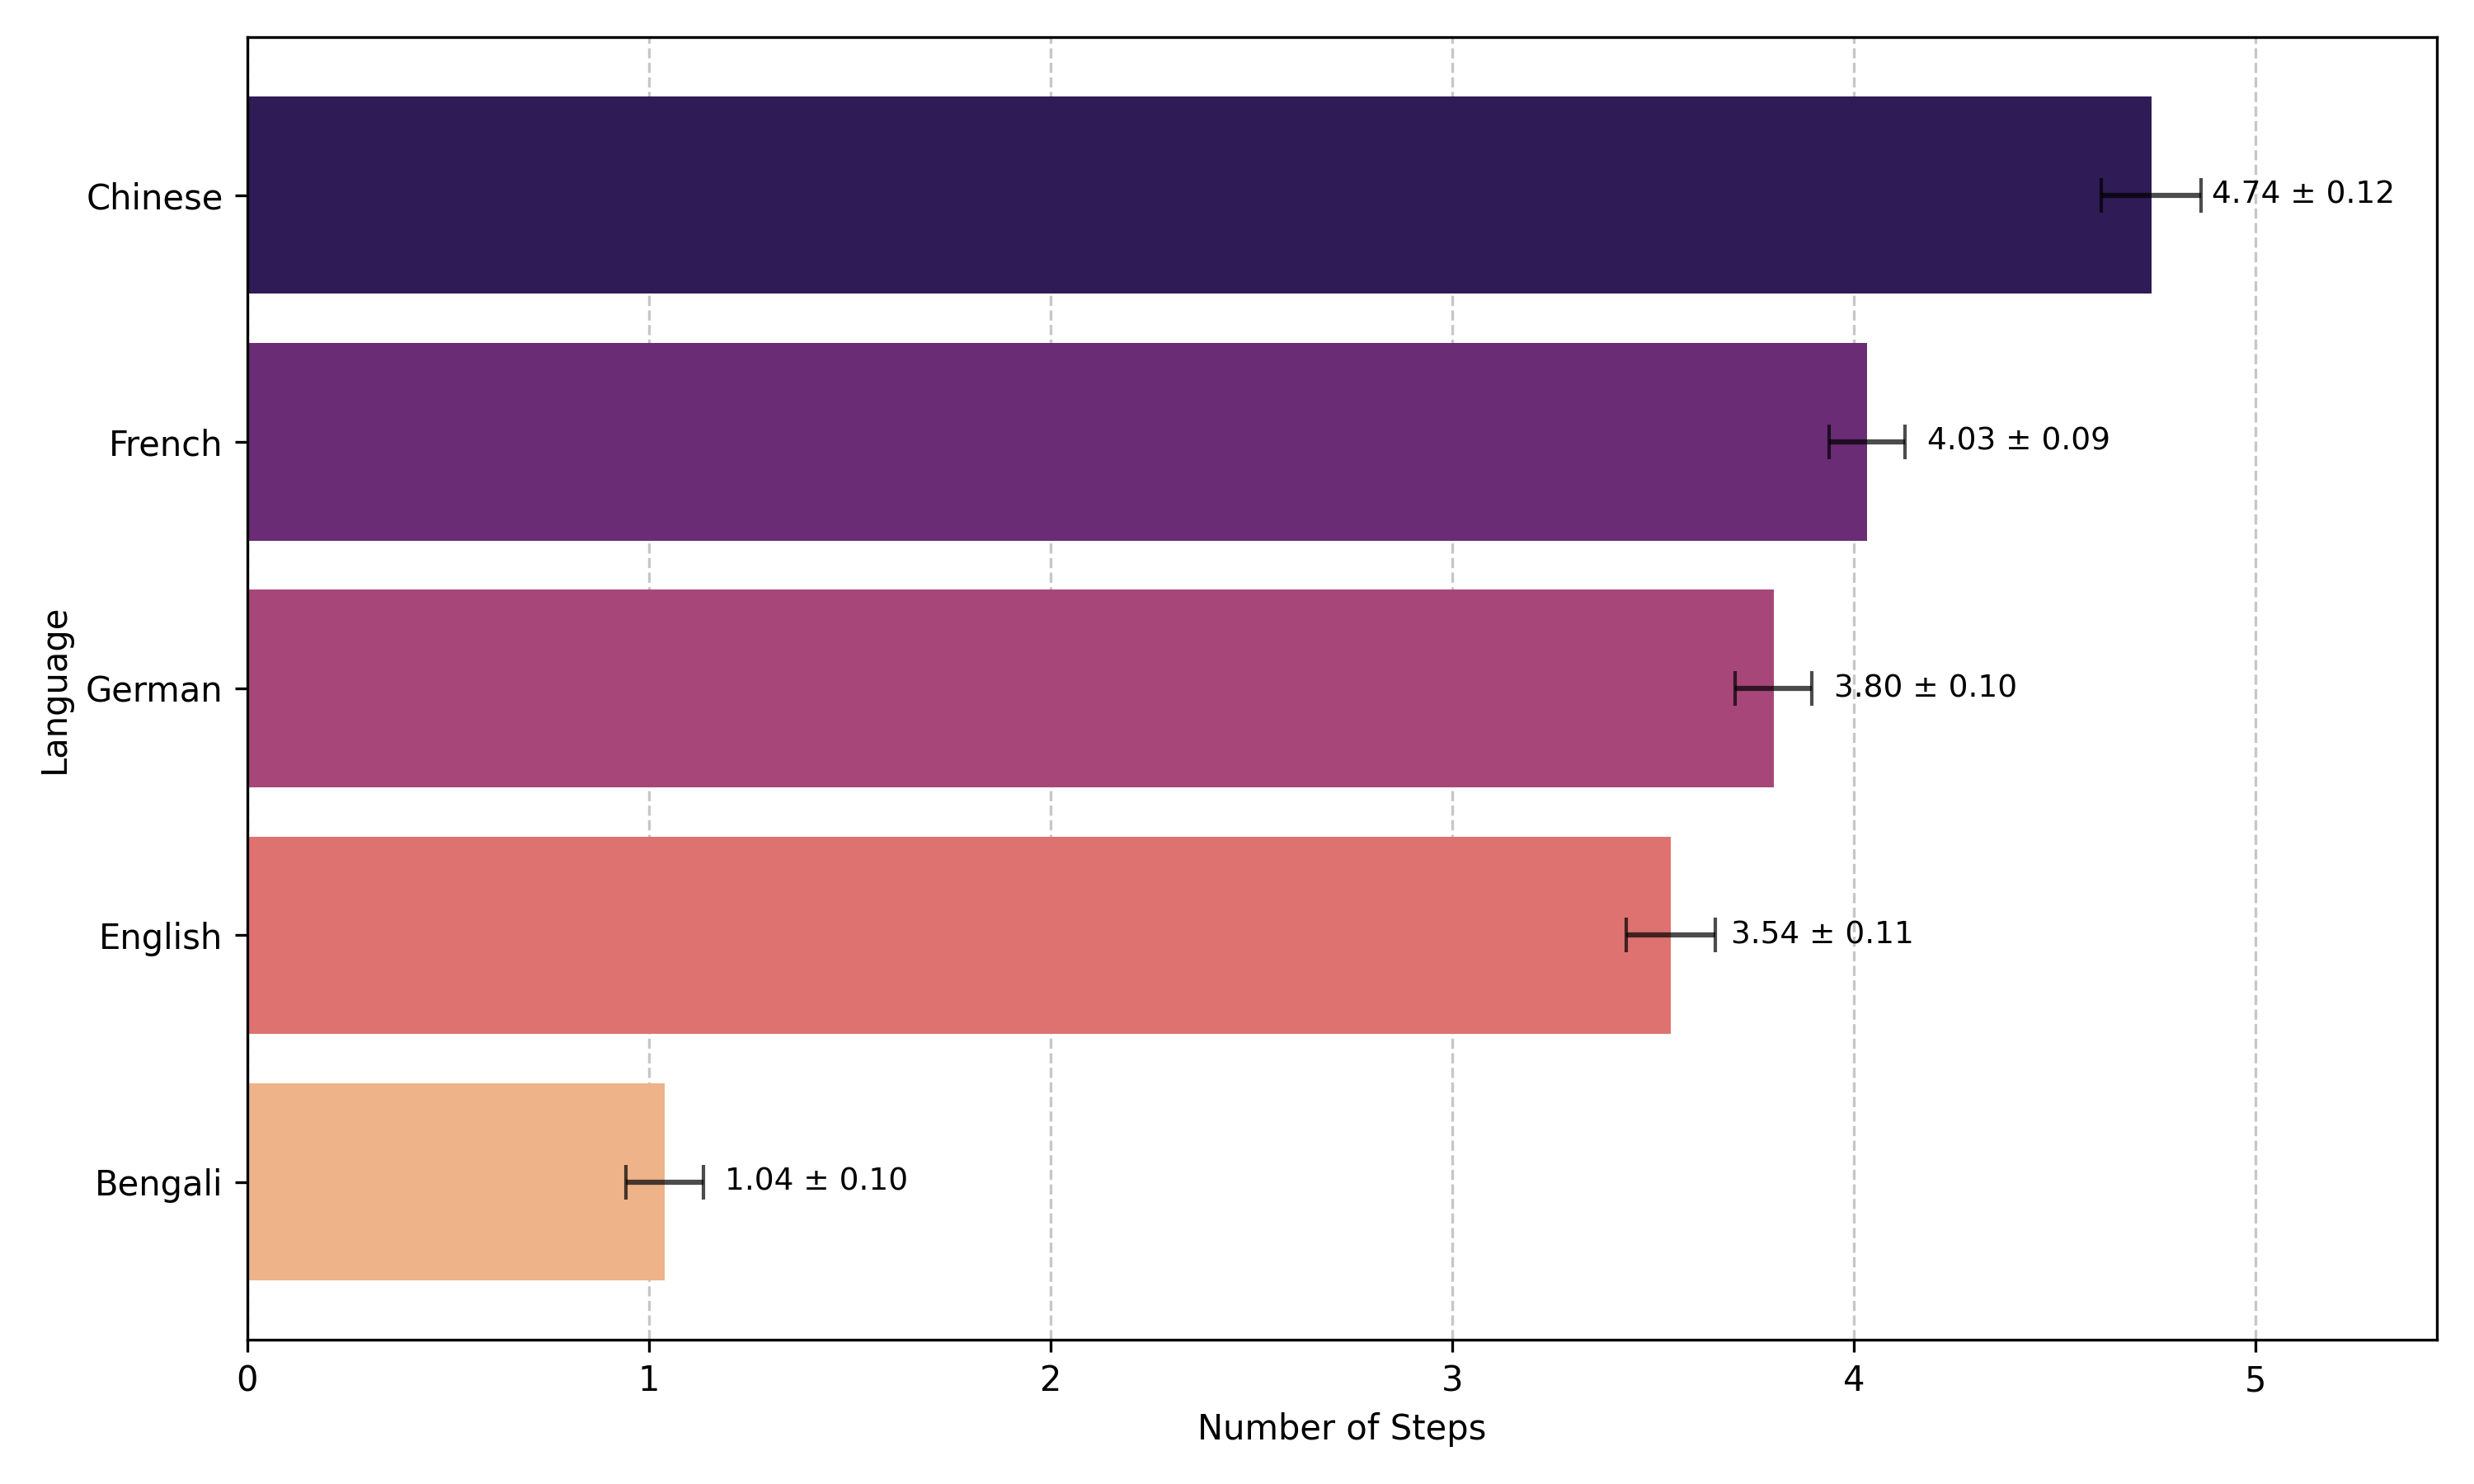 Language
Chinese
4.74 ± 0.12
French
4.03 ± 0.09
German
3.80 ± 0.10
English
3.54 ± 0.11
Bengali
1.04 ± 0.10
0 1 2 3 4 5
Number of Steps